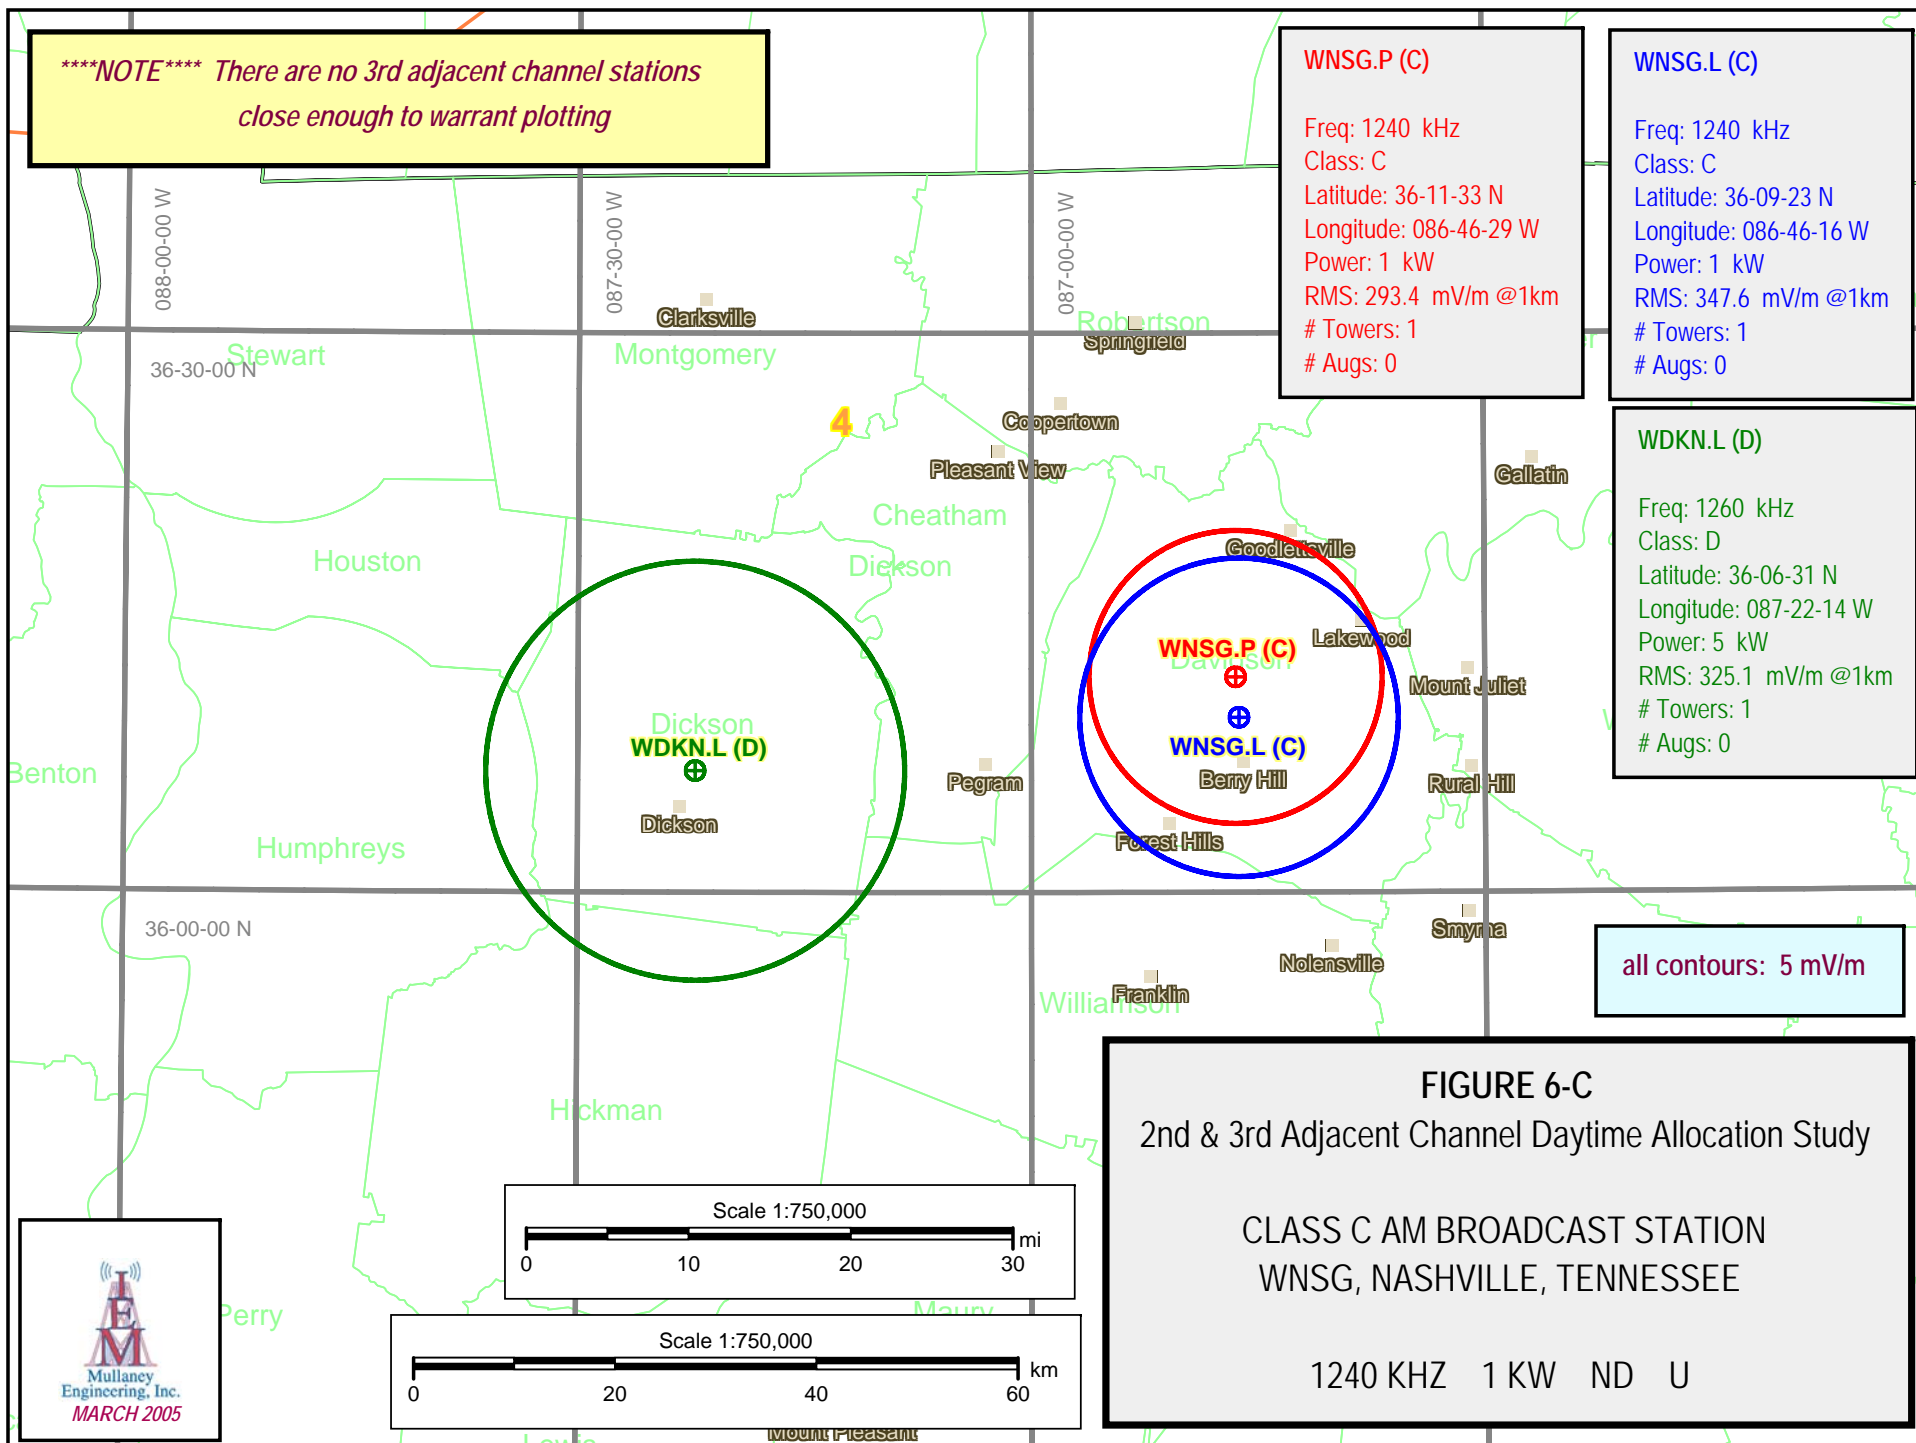 ****NOTE**** There are no 3rd adjacent channel stations
close enough to warrant plotting
WNSG.P (C)
Freq: 1240 kHz
Class: C
Latitude: 36-11-33 N
Longitude: 086-46-29 W
Power: 1 kW
RMS: 293.4 mV/m @1km
# Towers: 1
# Augs: 0
WNSG.L (C)
Freq: 1240 kHz
Class: C
Latitude: 36-09-23 N
Longitude: 086-46-16 W
Power: 1 kW
RMS: 347.6 mV/m @1km
# Towers: 1
# Augs: 0
WDKN.L (D)
Freq: 1260 kHz
Class: D
Latitude: 36-06-31 N
Longitude: 087-22-14 W
Power: 5 kW
RMS: 325.1 mV/m @1km
# Towers: 1
# Augs: 0
088-00-00 W
087-30-00 W
087-00-00 W
Clarksville
Robertson
Springfield
Stewart
Montgomery
36-30-00 N
4
Coppertown
Pleasant View
Gallatin
Cheatham
Houston
Dickson
Goodlettsville
Lakewood
WNSG.P (C)
Davidson
Mount Juliet
Dickson
WDKN.L (D)
WNSG.L (C)
Benton
Pegram
Berry Hill
Rural Hill
Dickson
Forest Hills
Humphreys
36-00-00 N
Smyrna
Nolensville
Franklin
Williamson
all contours: 5 mV/m
Hickman
FIGURE 6-C
2nd & 3rd Adjacent Channel Daytime Allocation Study
CLASS C AM BROADCAST STATION
WNSG, NASHVILLE, TENNESSEE
1240 KHZ 1 KW ND U
Scale 1:750,000
mi
0 10 20 30
Perry
Maury
Scale 1:750,000
km
0 20 40 60
Mount Pleasant
Lewis
I
E
M
Mullaney
Engineering, Inc.
MARCH 2005